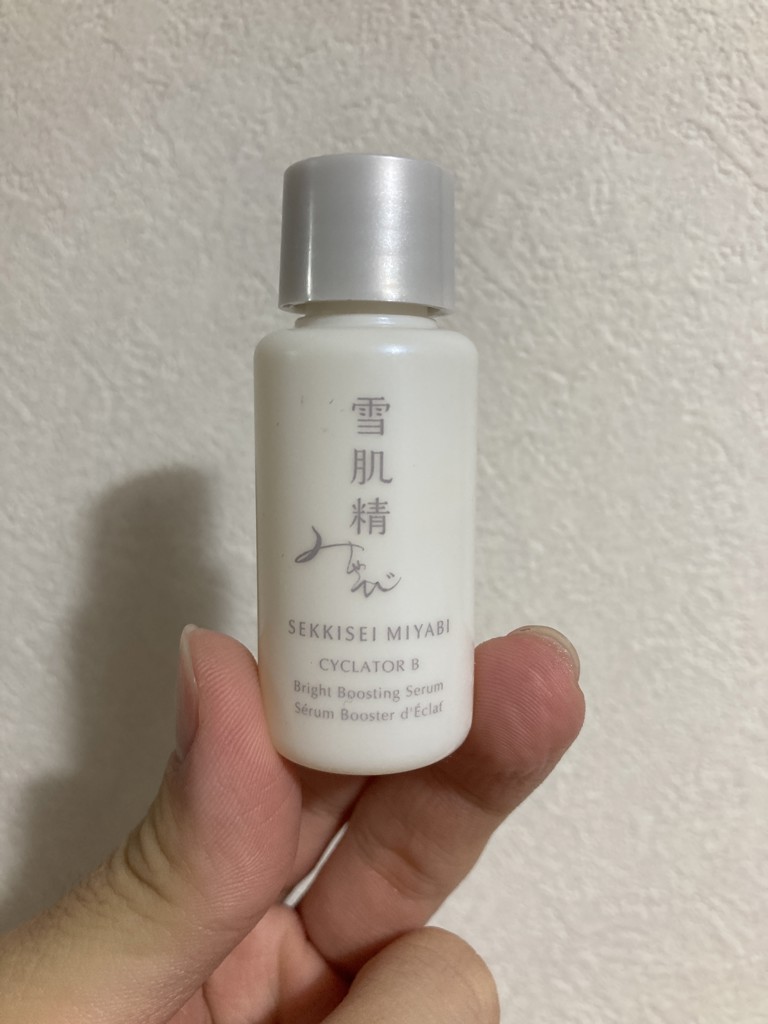 雪肌精
みやび
SEKKISEI MIYABI
CYCLATOR B
Bright Boosting Serum
Sérum Booster d'Éclat